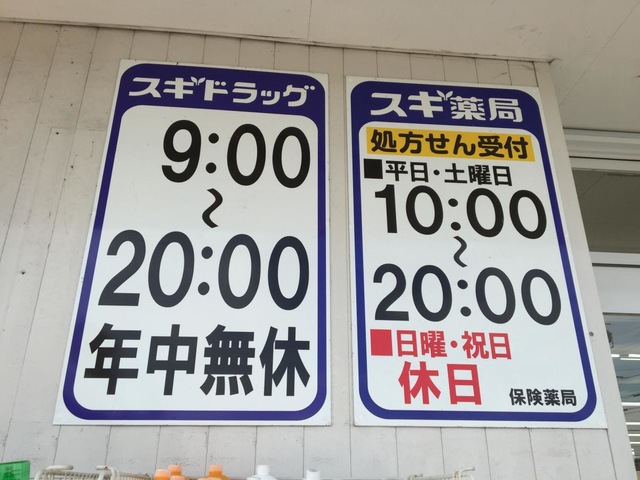 スギドラッグ
9:00
〜
20:00
年中無休
スギ薬局
処方せん受付
■平日・土曜日
10:00
〜
20:00
■日曜・祝日
休日
保険薬局